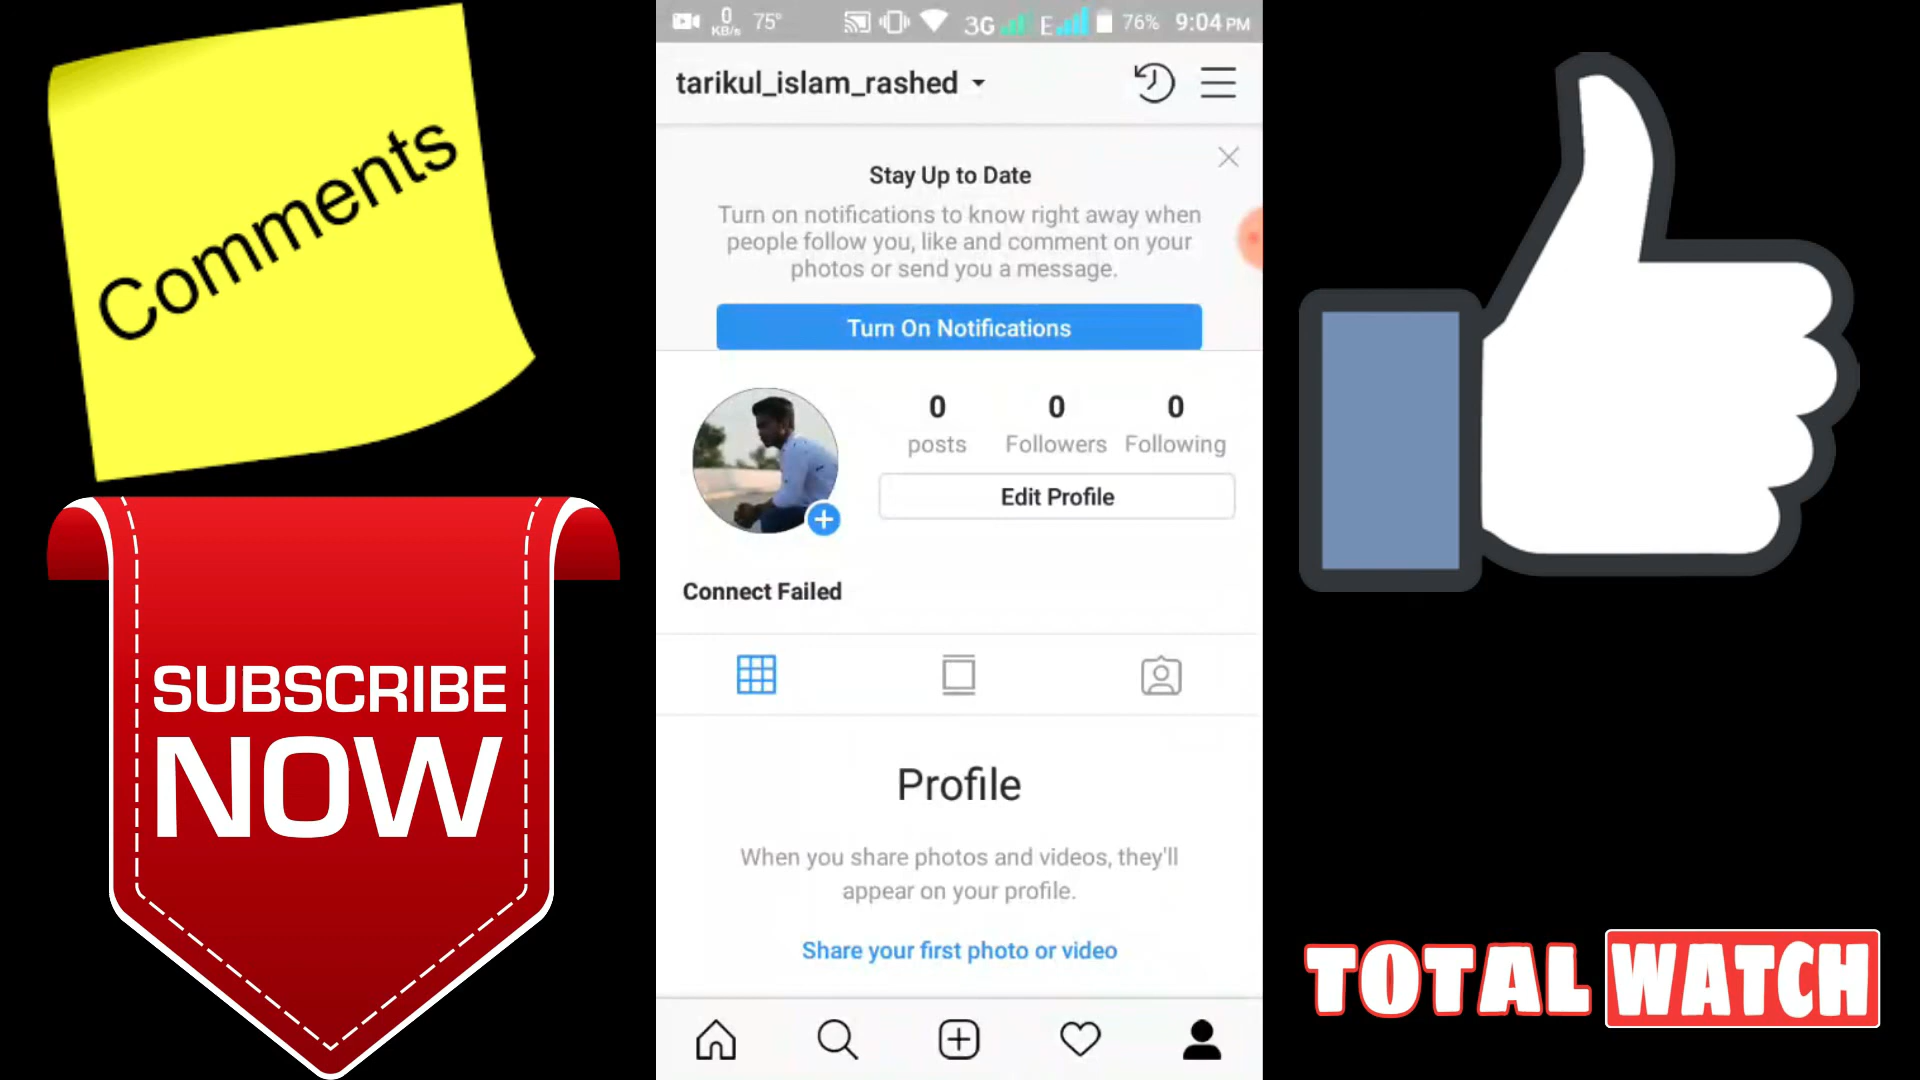 Comments
SUBSCRIBE
NOW
0
KB/s
75°
3G
E
76%
9:04 PM
tarikul_islam_rashed
Stay Up to Date
Turn on notifications to know right away when
people follow you, like and comment on your
photos or send you a message.
Turn On Notifications
0 0 0
posts Followers Following
Edit Profile
Connect Failed
Profile
When you share photos and videos, they'll
appear on your profile.
Share your first photo or video
TOTAL WATCH